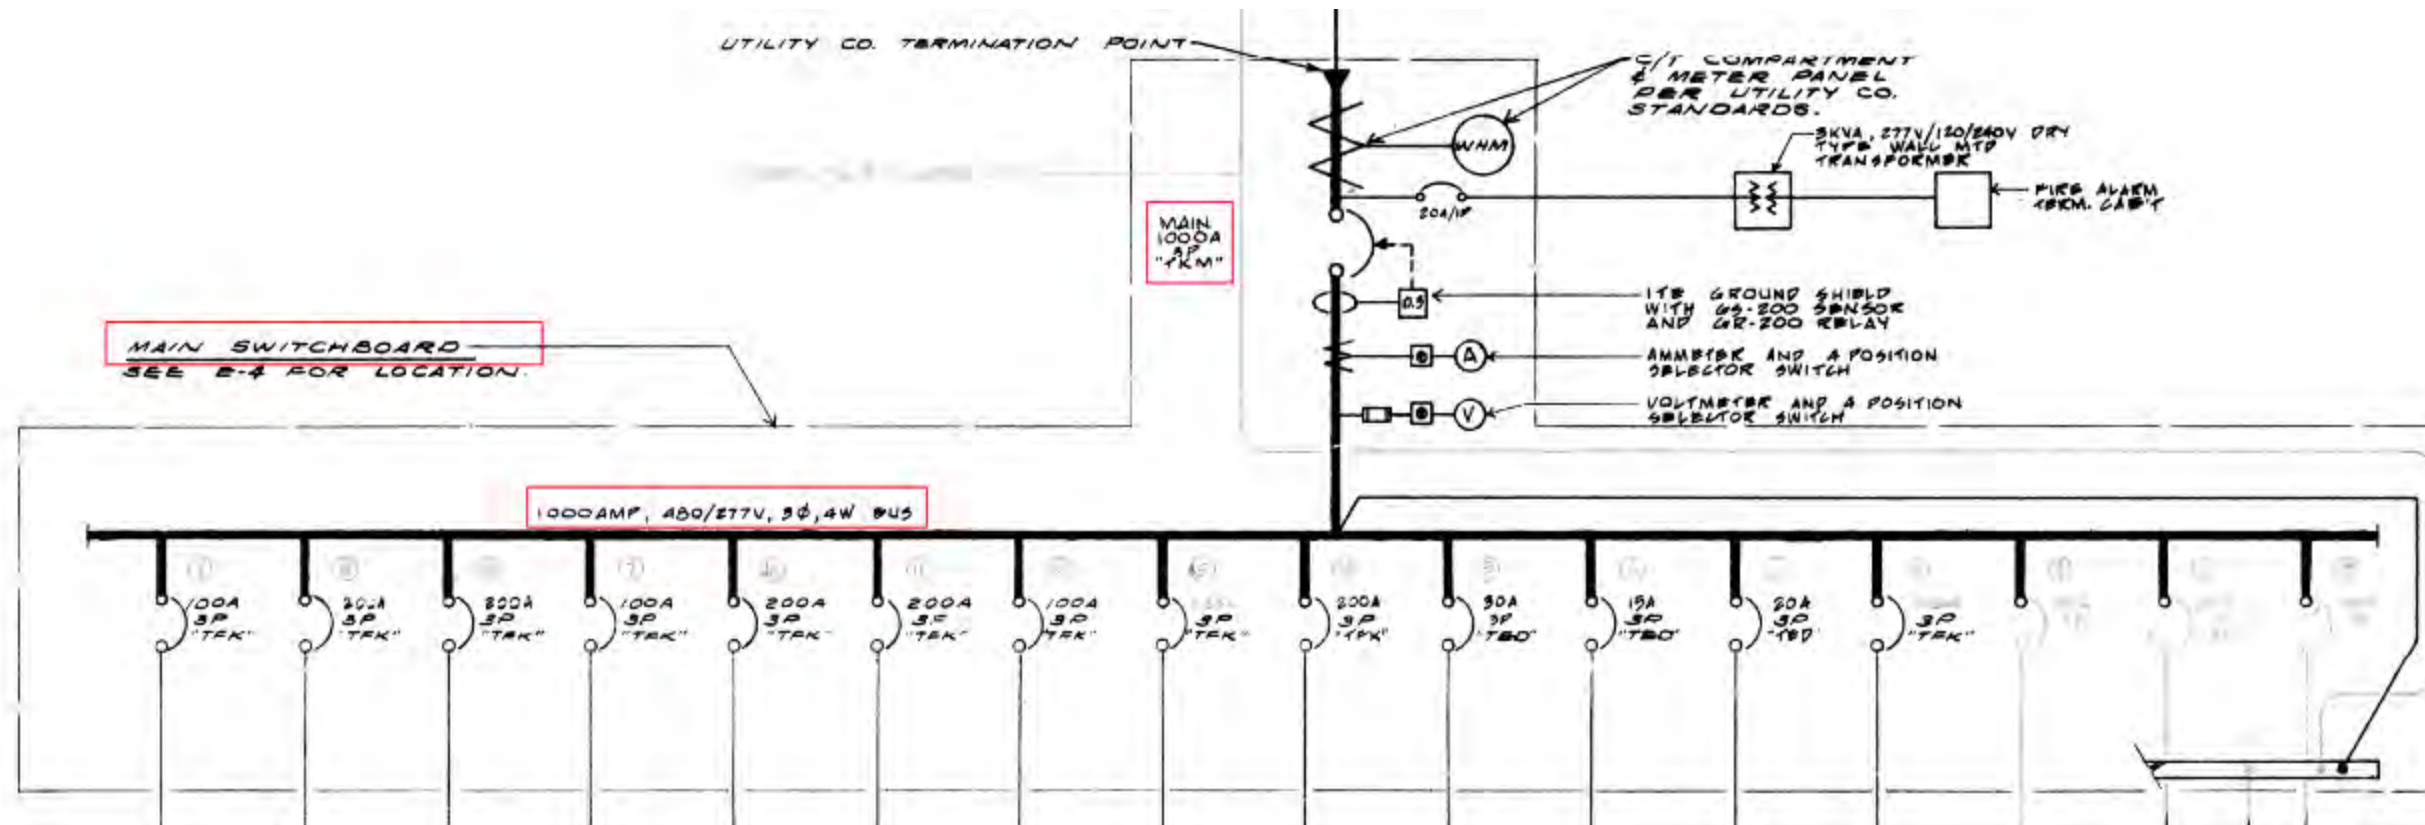 UTILITY CO. TERMINATION POINT
C/T COMPARTMENT
& METER PANEL
PER UTILITY CO.
STANDARDS.
WHM
3KVA, 277V/120/240V DRY
TYPE WALL MTD
TRANSFORMER
20A/1P
FIRE ALARM
TERM. CAB'T
MAIN
1000A
3P
"TKM"
0.5
ITE GROUND SHIELD
WITH GS-200 SENSOR
AND GR-200 RELAY
MAIN SWITCHBOARD
SEE E-4 FOR LOCATION.
A
AMMETER AND 4 POSITION
SELECTOR SWITCH
V
VOLTMETER AND 4 POSITION
SELECTOR SWITCH
1000AMP, 480/277V, 3Φ, 4W BUS
100A
3P
"TFK"
3P
"TFK"
200A
3P
"TFK"
100A
3P
"TFK"
200A
3P
"TFK"
200A
3P
"TFK"
100A
3P
"TFK"
3P
"TFK"
200A
3P
"TFK"
30A
3P
"TED"
15A
3P
"TED"
20A
3P
"TED"
3P
"TFK"